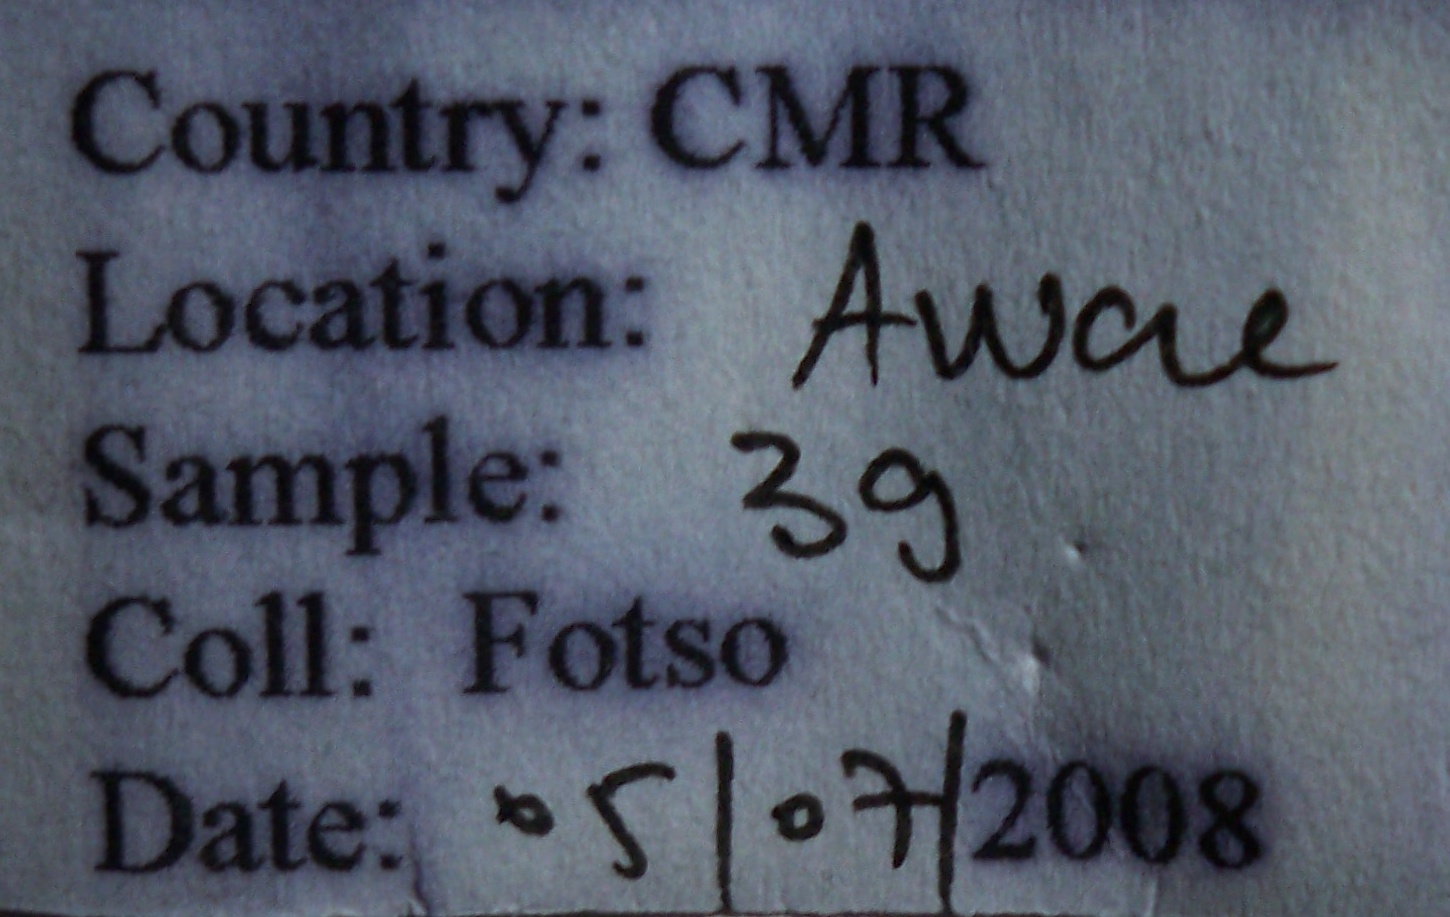 Country: CMR
Location: Awae
Sample: 39
Coll: Fotso
Date: 05/07/2008